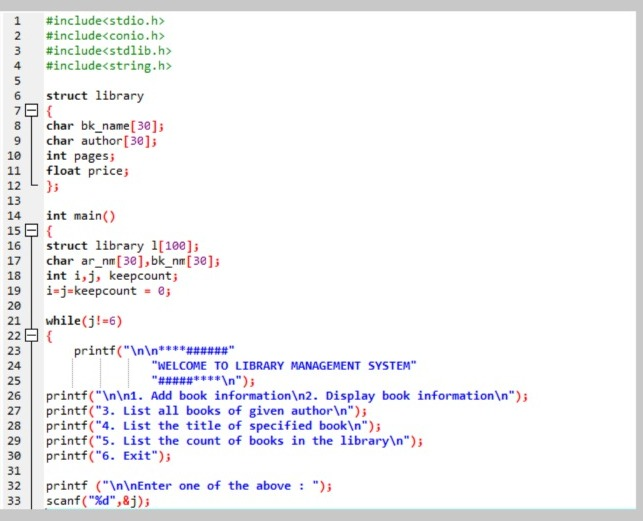 1 #include<stdio.h>
2 #include<conio.h>
3 #include<stdlib.h>
4 #include<string.h>
5
6 struct library
7 {
8 char bk_name[30];
9 char author[30];
10 int pages;
11 float price;
12 };
13
14 int main()
15 {
16 struct library l[100];
17 char ar_nm[30],bk_nm[30];
18 int i,j, keepcount;
19 i=j=keepcount = 0;
20
21 while(j!=6)
22 {
23 printf("\n\n****######"
24 "WELCOME TO LIBRARY MANAGEMENT SYSTEM"
25 "#####****\n");
26 printf("\n\n1. Add book information\n2. Display book information\n");
27 printf("3. List all books of given author\n");
28 printf("4. List the title of specified book\n");
29 printf("5. List the count of books in the library\n");
30 printf("6. Exit");
31
32 printf ("\n\nEnter one of the above : ");
33 scanf("%d",&j);